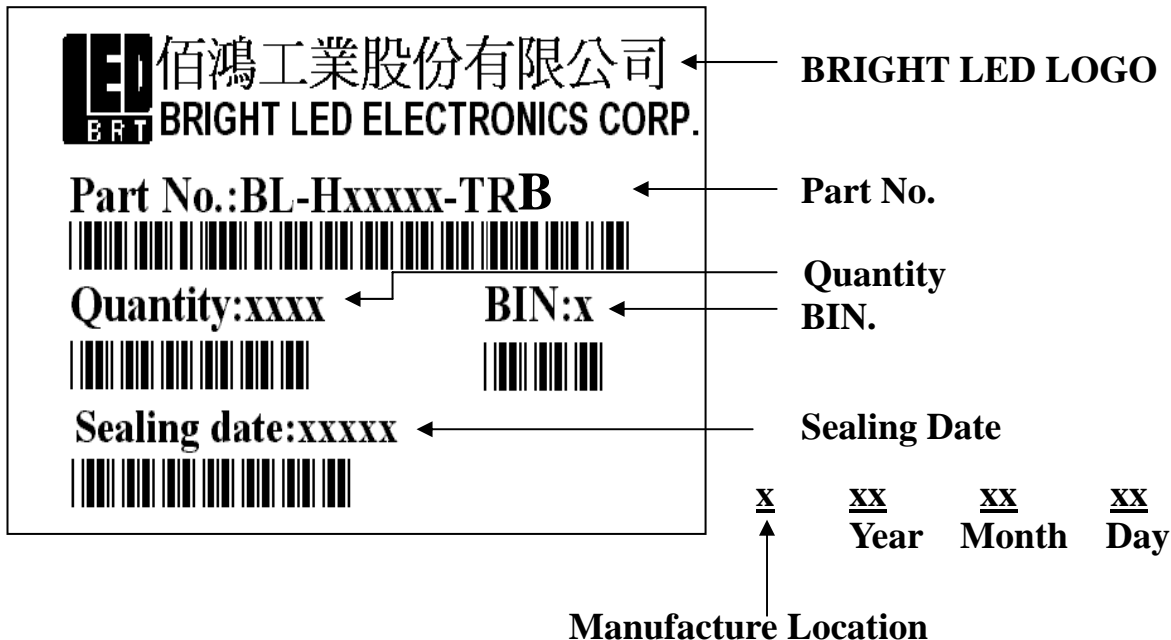 LED
BRT
佰鴻工業股份有限公司
BRIGHT LED ELECTRONICS CORP.
BRIGHT LED LOGO
Part No.:BL-Hxxxxx-TRB
Part No.
Quantity:xxxx
BIN:x
Quantity
BIN.
Sealing date:xxxxx
Sealing Date
x xx xx xx
Year Month Day
Manufacture Location